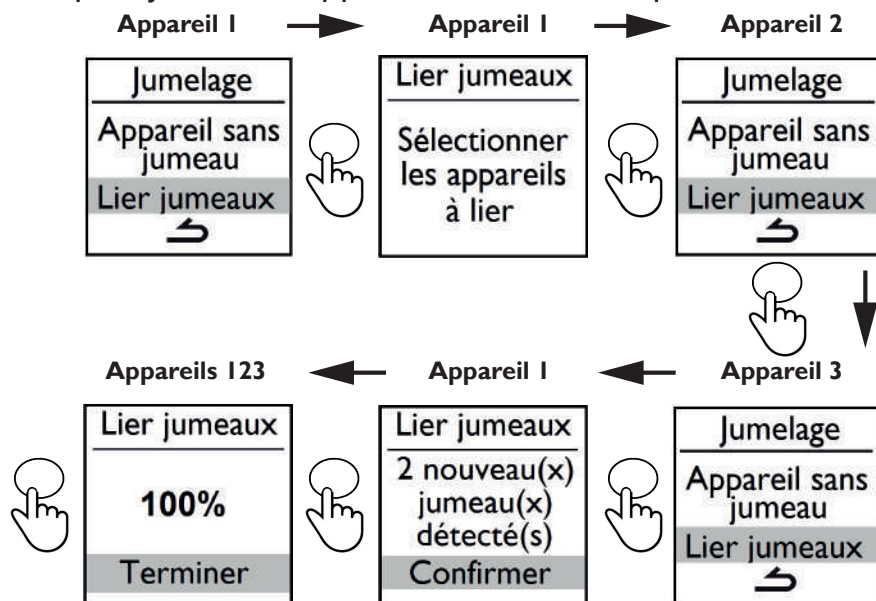 Appareil 1
Jumelage
Appareil sans
jumeau
Lier jumeaux
Appareil 1
Lier jumeaux
Sélectionner
les appareils
à lier
Appareil 2
Jumelage
Appareil sans
jumeau
Lier jumeaux
Appareil 3
Jumelage
Appareil sans
jumeau
Lier jumeaux
Appareil 1
Lier jumeaux
2 nouveau(x)
jumeau(x)
détecté(s)
Confirmer
Appareils 123
Lier jumeaux
100%
Terminer